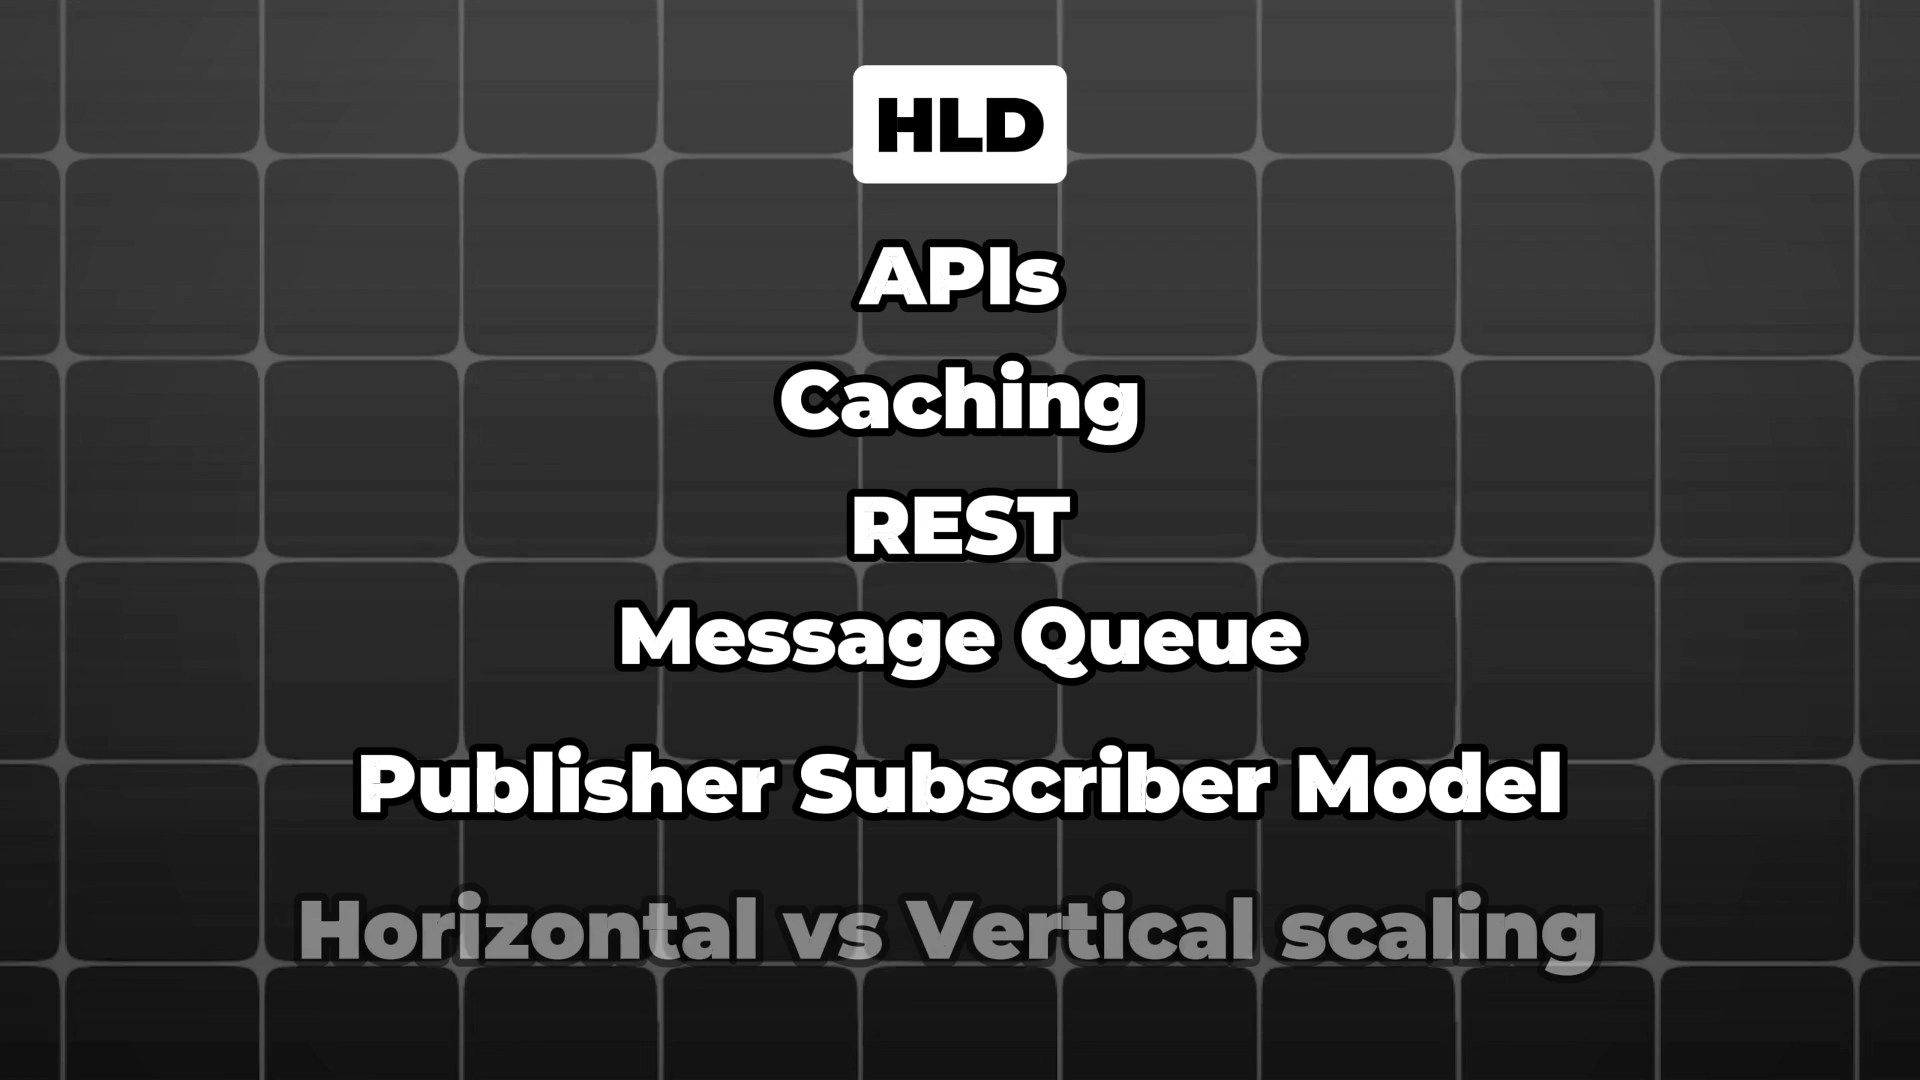 HLD
APIs
Caching
REST
Message Queue
Publisher Subscriber Model
Horizontal vs Vertical scaling